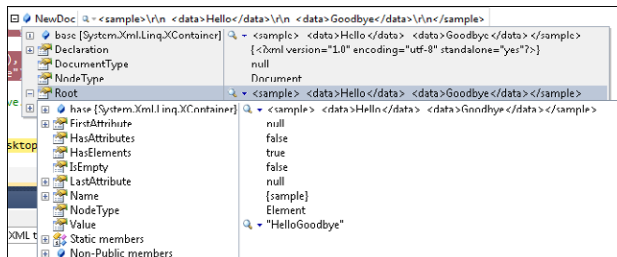 NewDoc <sample>\r\n <data>Hello</data>\r\n <data>Goodbye</data>\r\n</sample>
base [System.Xml.Linq.XContainer] <sample> <data>Hello</data> <data>Goodbye</data></sample>
Declaration {<?xml version="1.0" encoding="utf-8" standalone="yes"?>}
DocumentType null
NodeType Document
Root <sample> <data>Hello</data> <data>Goodbye</data></sample>
base [System.Xml.Linq.XContainer] <sample> <data>Hello</data> <data>Goodbye</data></sample>
FirstAttribute null
HasAttributes false
HasElements true
sktop
IsEmpty false
LastAttribute null
Name {sample}
NodeType Element
Value "HelloGoodbye"
XML t
Static members
Non-Public members